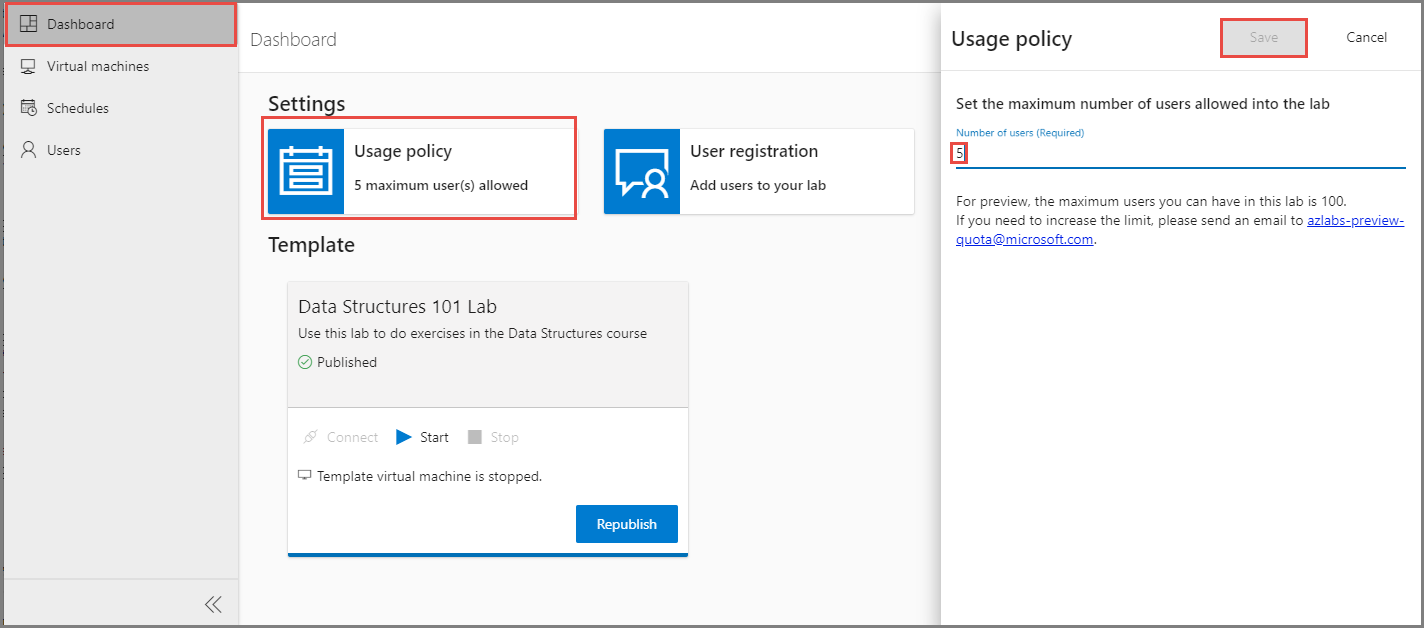 Dashboard
Virtual machines
Schedules
Users
Dashboard
Settings
Usage policy
5 maximum user(s) allowed
User registration
Add users to your lab
Template
Data Structures 101 Lab
Use this lab to do exercises in the Data Structures course
Published
Connect Start Stop
Template virtual machine is stopped.
Republish
Usage policy Save Cancel
Set the maximum number of users allowed into the lab
Number of users (Required)
5
For preview, the maximum users you can have in this lab is 100.
If you need to increase the limit, please send an email to azlabs-preview-
quota@microsoft.com.